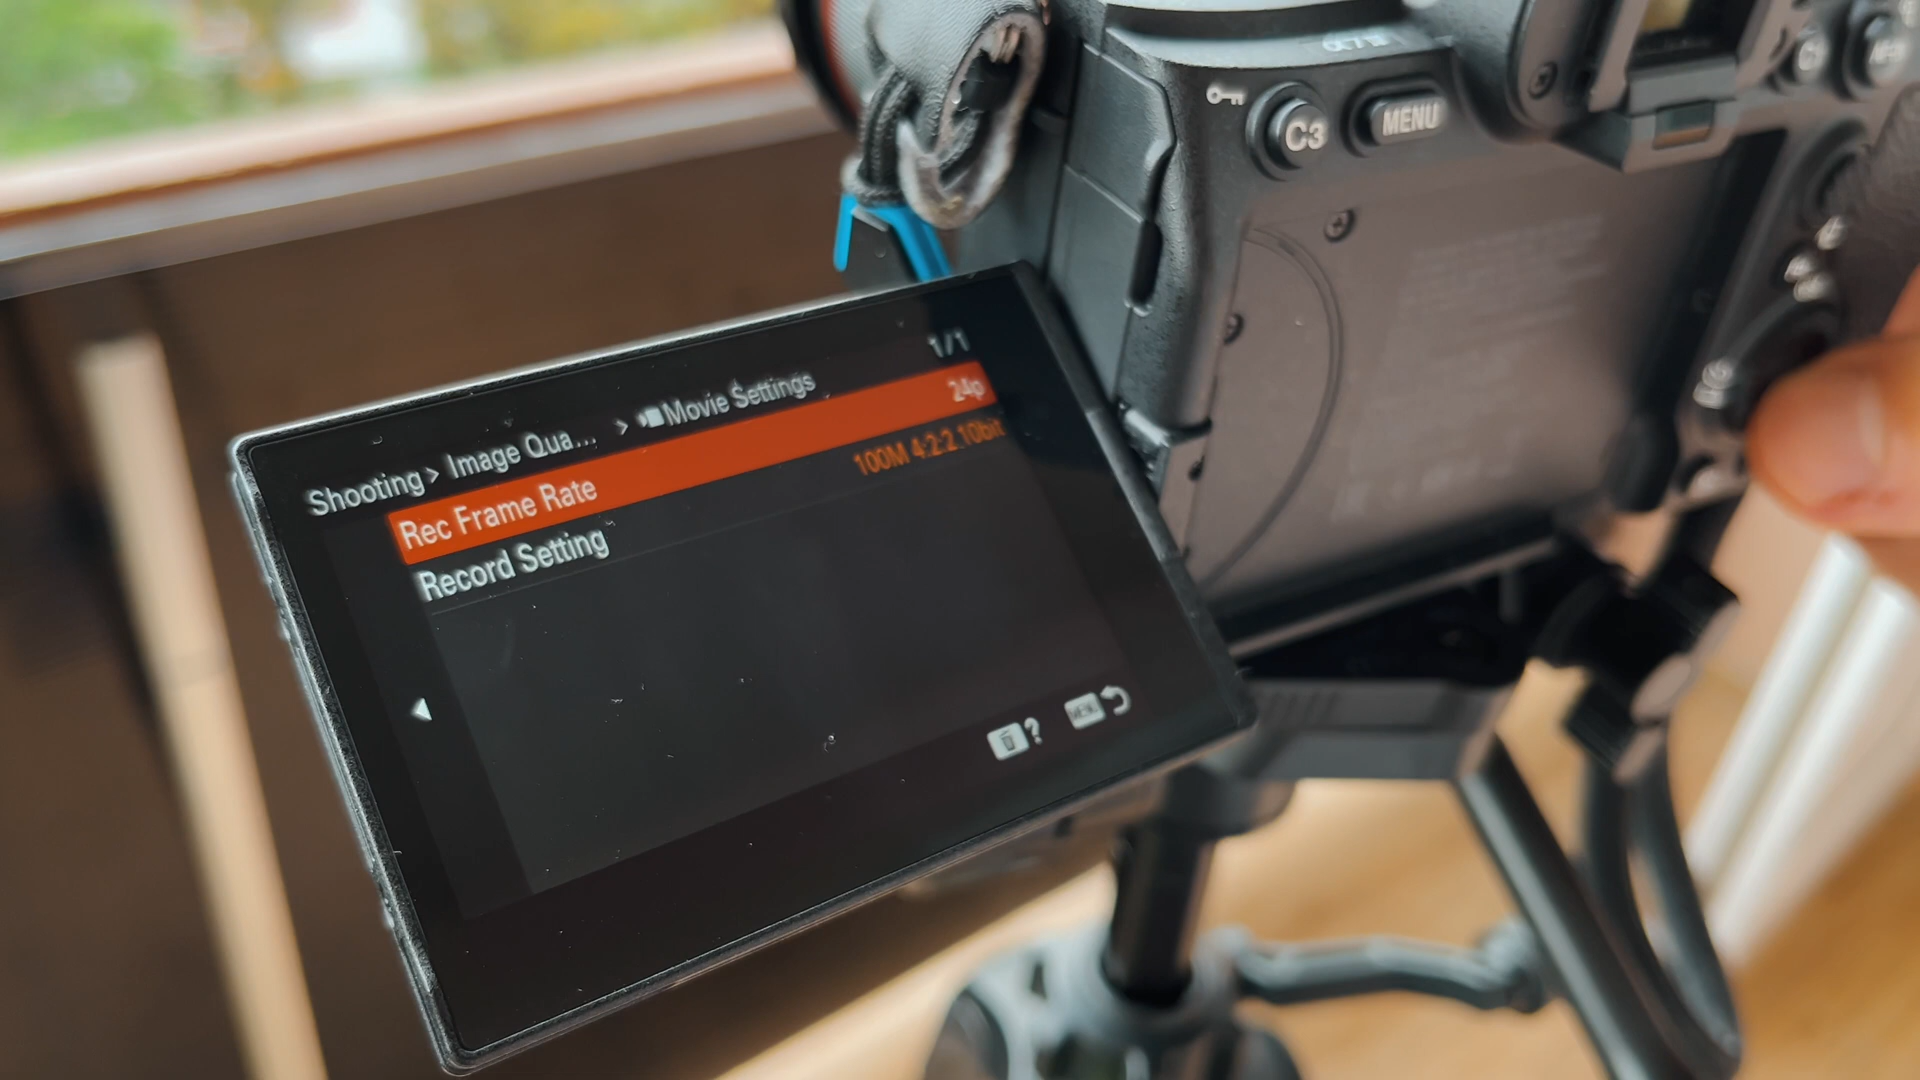 C3
MENU
1/1
Shooting> Image Qua... > Movie Settings
Rec Frame Rate 24p
Record Setting 100M 4:2:2 10bit
?
MENU